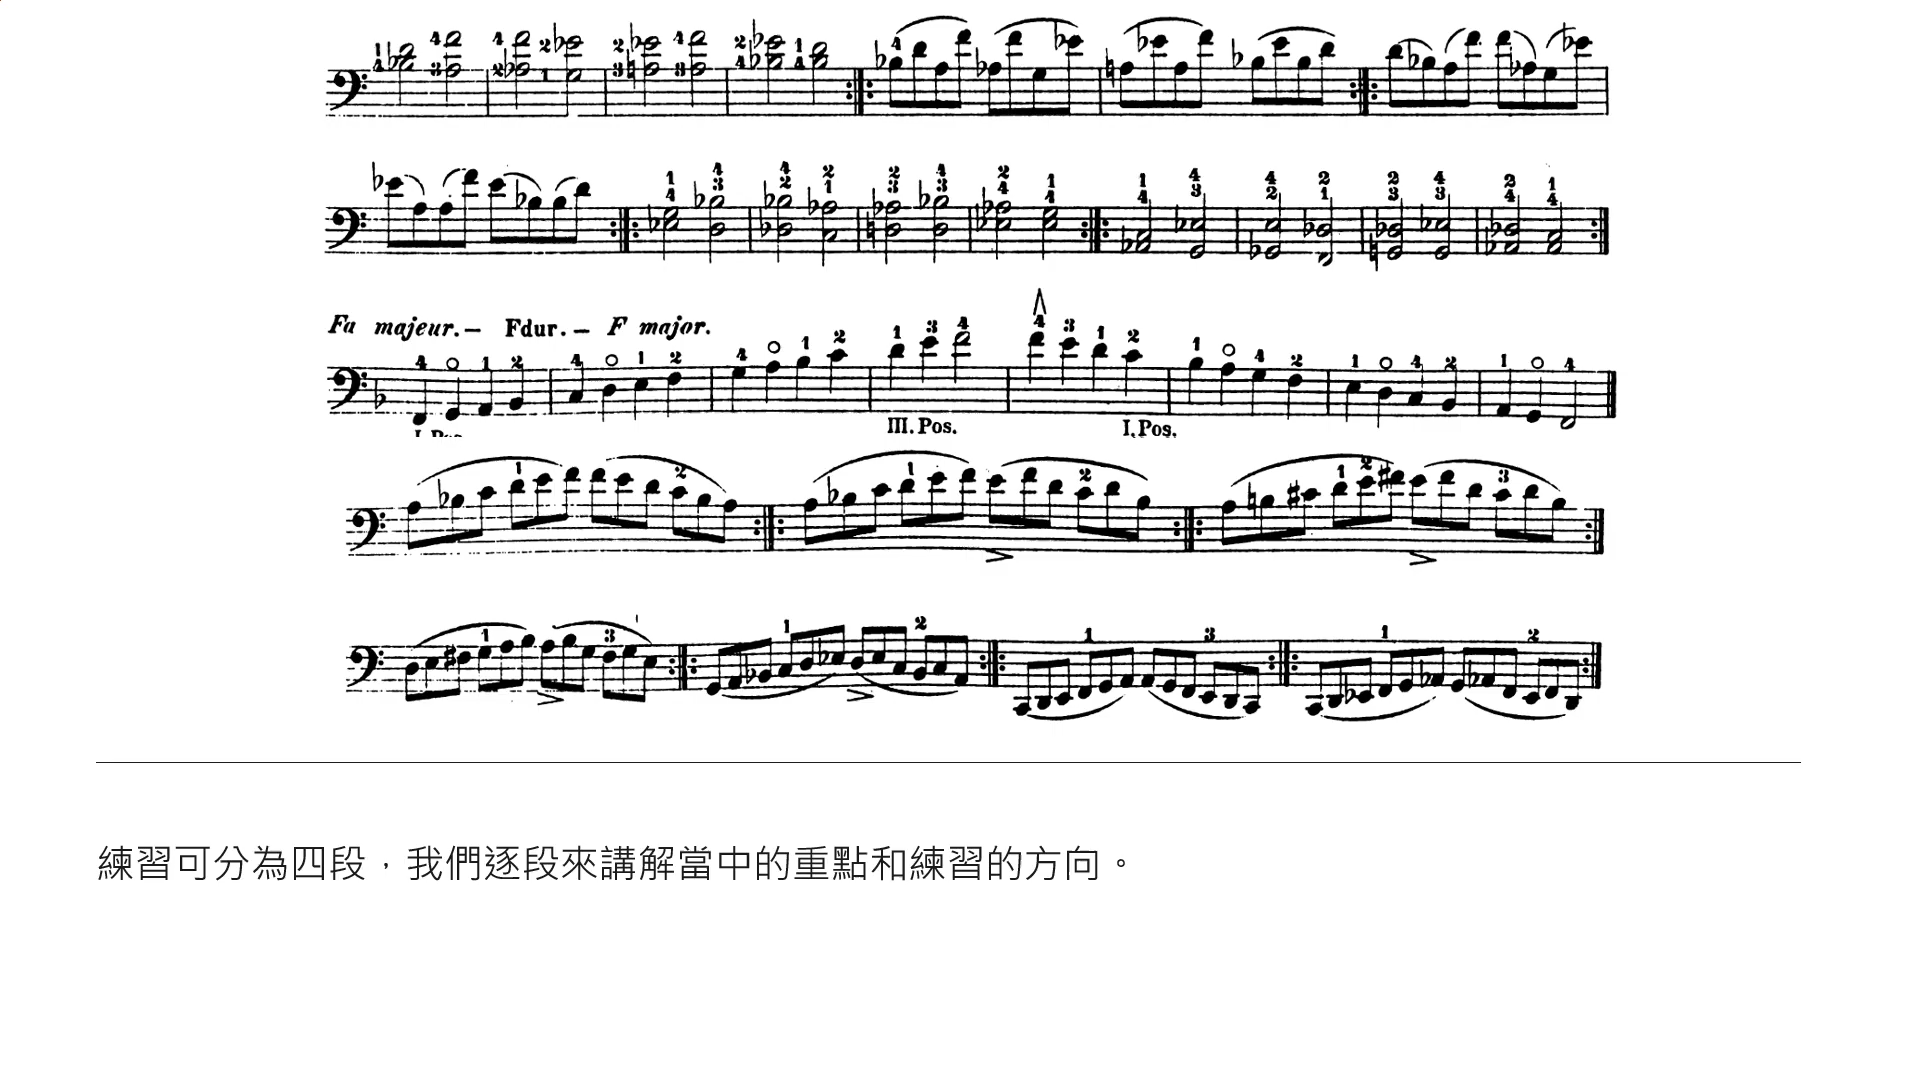 Fa majeur.— Fdur.— F major.
III. Pos. I. Pos.
練習可分為四段，我們逐段來講解當中的重點和練習的方向。